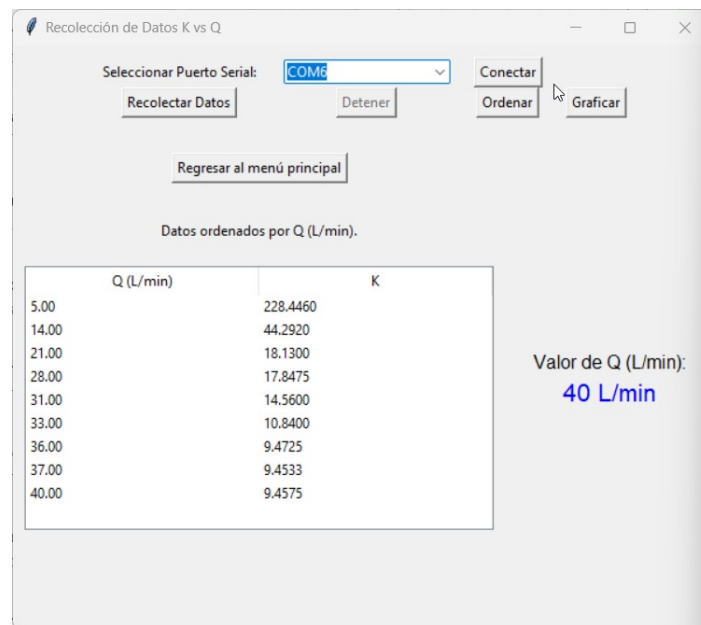 Recolección de Datos K vs Q
Seleccionar Puerto Serial: COM6 Conectar
Recolectar Datos Detener Ordenar Graficar
Regresar al menú principal
Datos ordenados por Q (L/min).
Q (L/min) K
5.00 228.4460
14.00 44.2920
21.00 18.1300
28.00 17.8475
31.00 14.5600
33.00 10.8400
36.00 9.4725
37.00 9.4533
40.00 9.4575
Valor de Q (L/min):
40 L/min